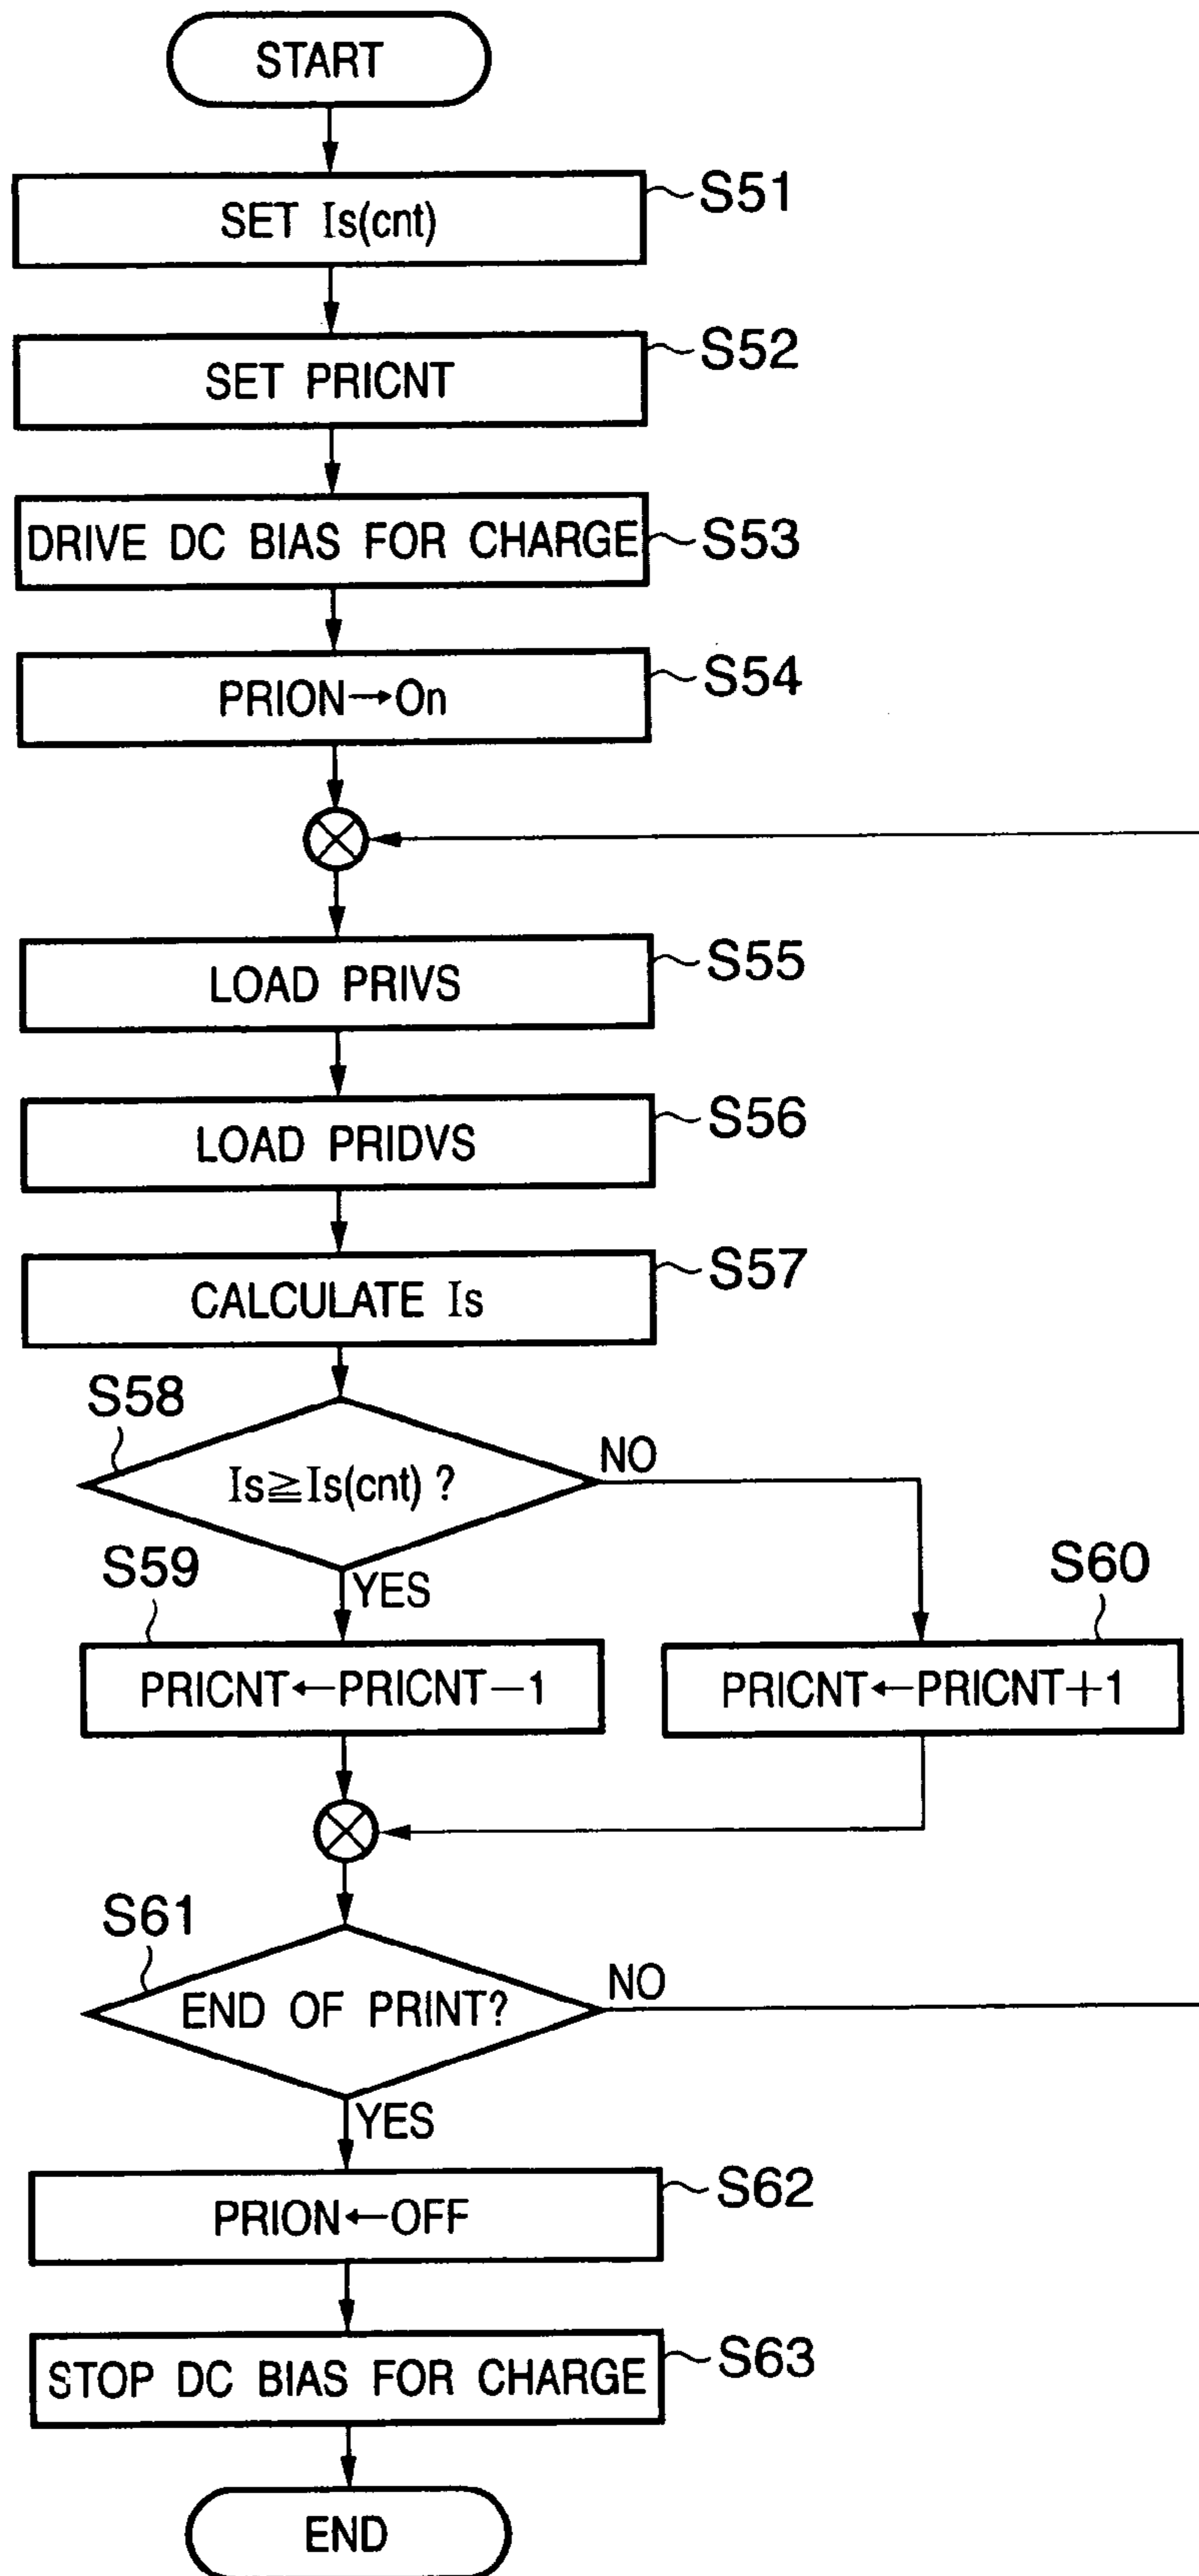 START
SET Is(cnt)
S51
SET PRICNT
S52
DRIVE DC BIAS FOR CHARGE
S53
PRION→On
S54
LOAD PRIVS
S55
LOAD PRIDVS
S56
CALCULATE Is
S57
S58
Is≧Is(cnt) ?
NO
YES
S59
PRICNT←PRICNT−1
S60
PRICNT←PRICNT+1
S61
END OF PRINT?
NO
YES
PRION←OFF
S62
STOP DC BIAS FOR CHARGE
S63
END